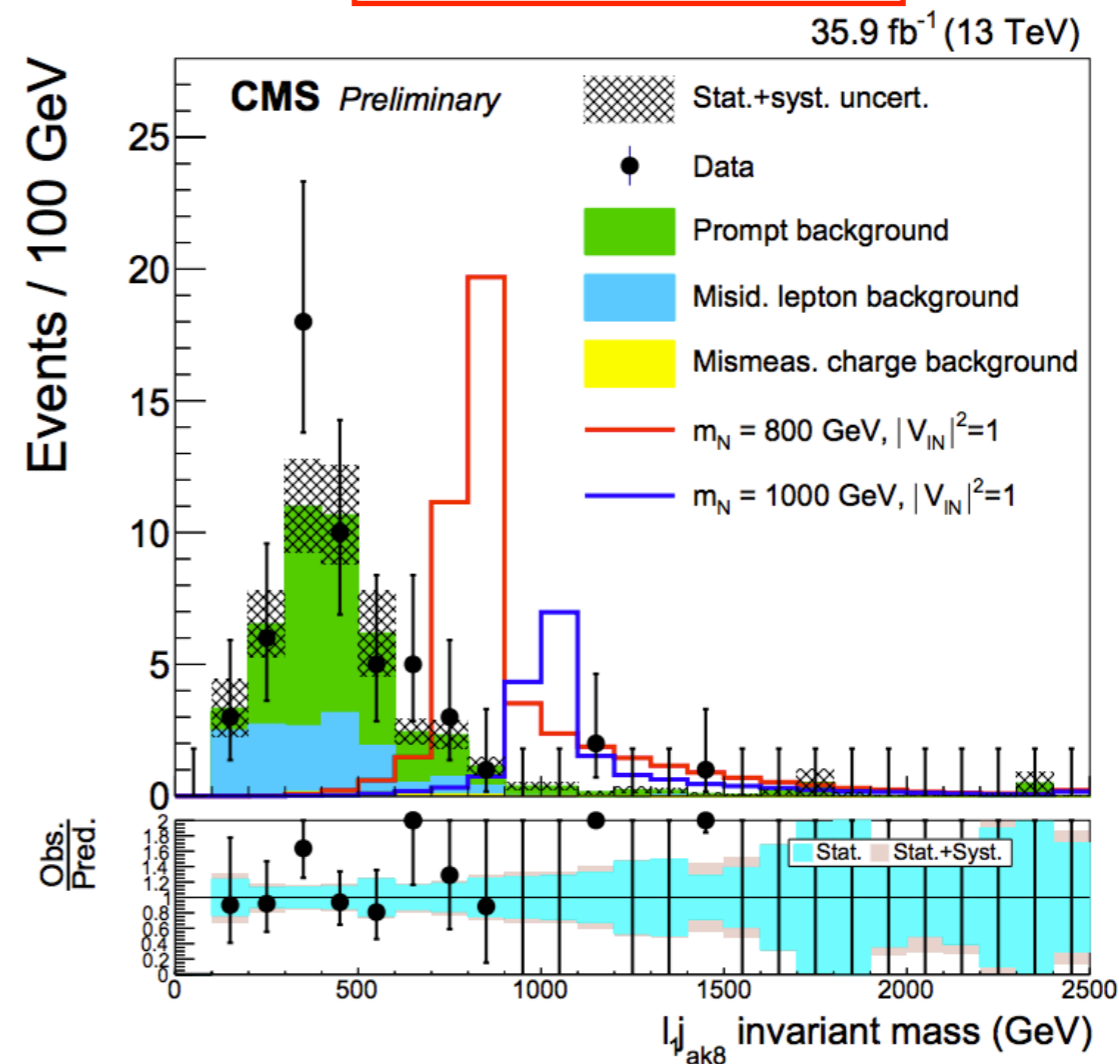 35.9 fb⁻¹ (13 TeV)
CMS Preliminary
Stat.+syst. uncert.
Data
Prompt background
Misid. lepton background
Mismeas. charge background
m_N = 800 GeV, |V_lN|²=1
m_N = 1000 GeV, |V_lN|²=1
Events / 100 GeV
25
20
15
10
5
0
Obs.
Pred.
2
1.8
1.6
1.4
1.2
1
0.8
0.6
0.4
0.2
0
Stat. Stat.+Syst.
0 500 1000 1500 2000 2500
l₁j_ak8 invariant mass (GeV)